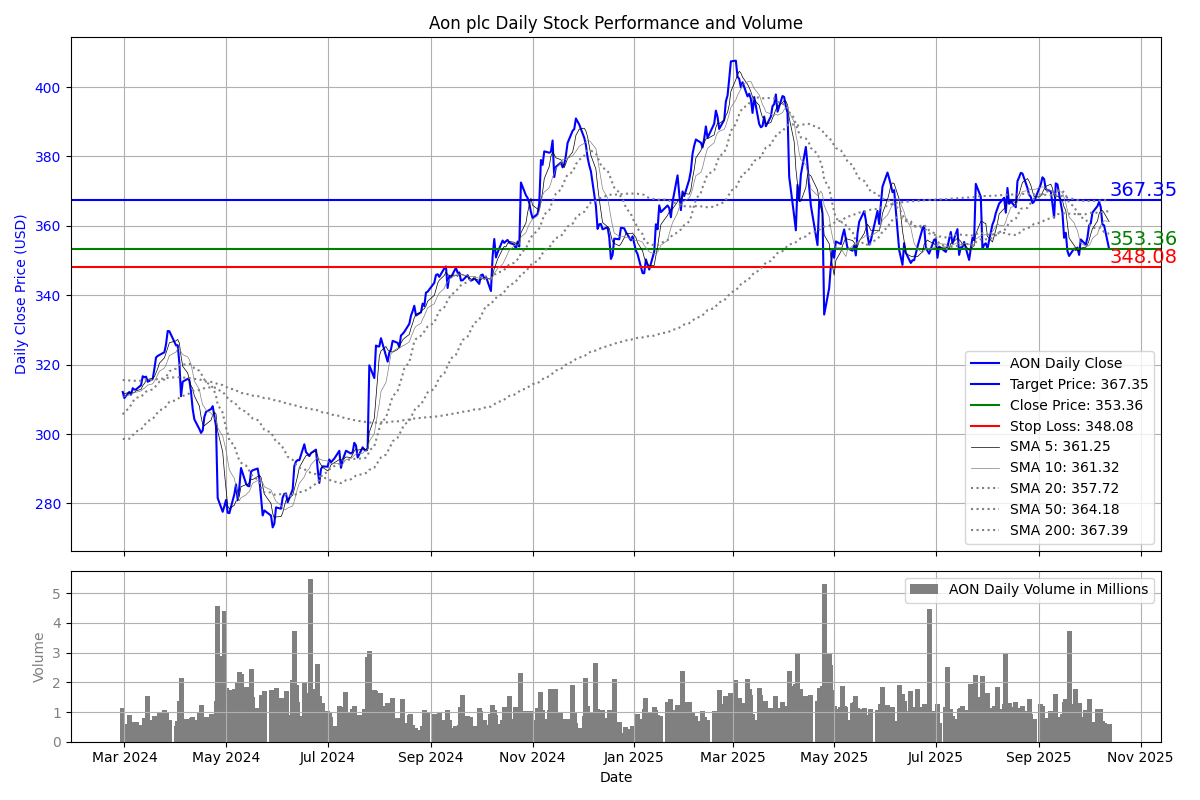 Aon plc Daily Stock Performance and Volume
Daily Close Price (USD)
400
380
360
340
320
300
280
367.35
353.36
348.08
AON Daily Close
Target Price: 367.35
Close Price: 353.36
Stop Loss: 348.08
SMA 5: 361.25
SMA 10: 361.32
SMA 20: 357.72
SMA 50: 364.18
SMA 200: 367.39
Volume
5
4
3
2
1
0
AON Daily Volume in Millions
Mar 2024
May 2024
Jul 2024
Sep 2024
Nov 2024
Jan 2025
Mar 2025
May 2025
Jul 2025
Sep 2025
Nov 2025
Date